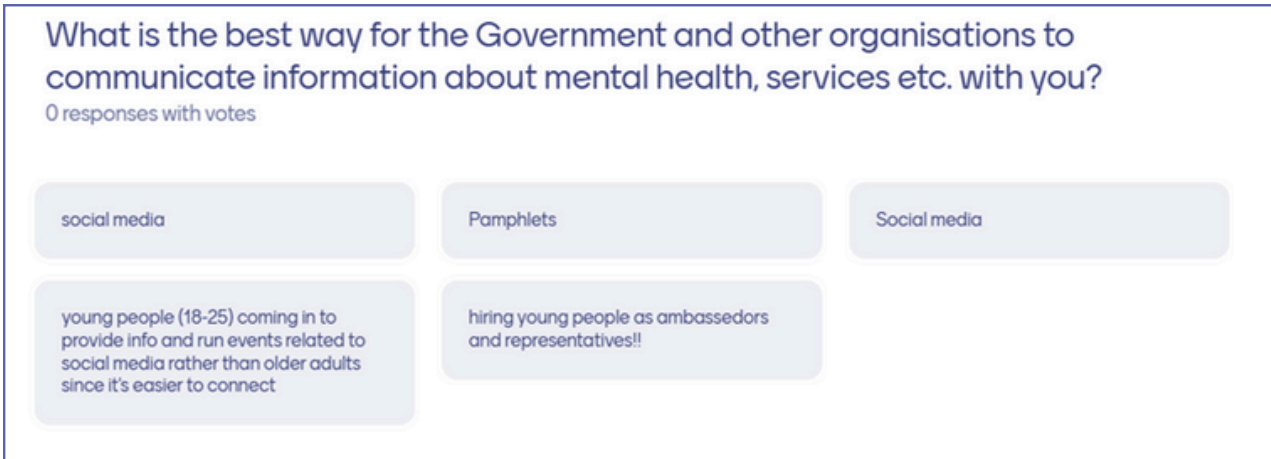 What is the best way for the Government and other organisations to
communicate information about mental health, services etc. with you?
0 responses with votes
social media
Pamphlets
Social media
young people (18-25) coming in to
provide info and run events related to
social media rather than older adults
since it's easier to connect
hiring young people as ambassedors
and representatives!!